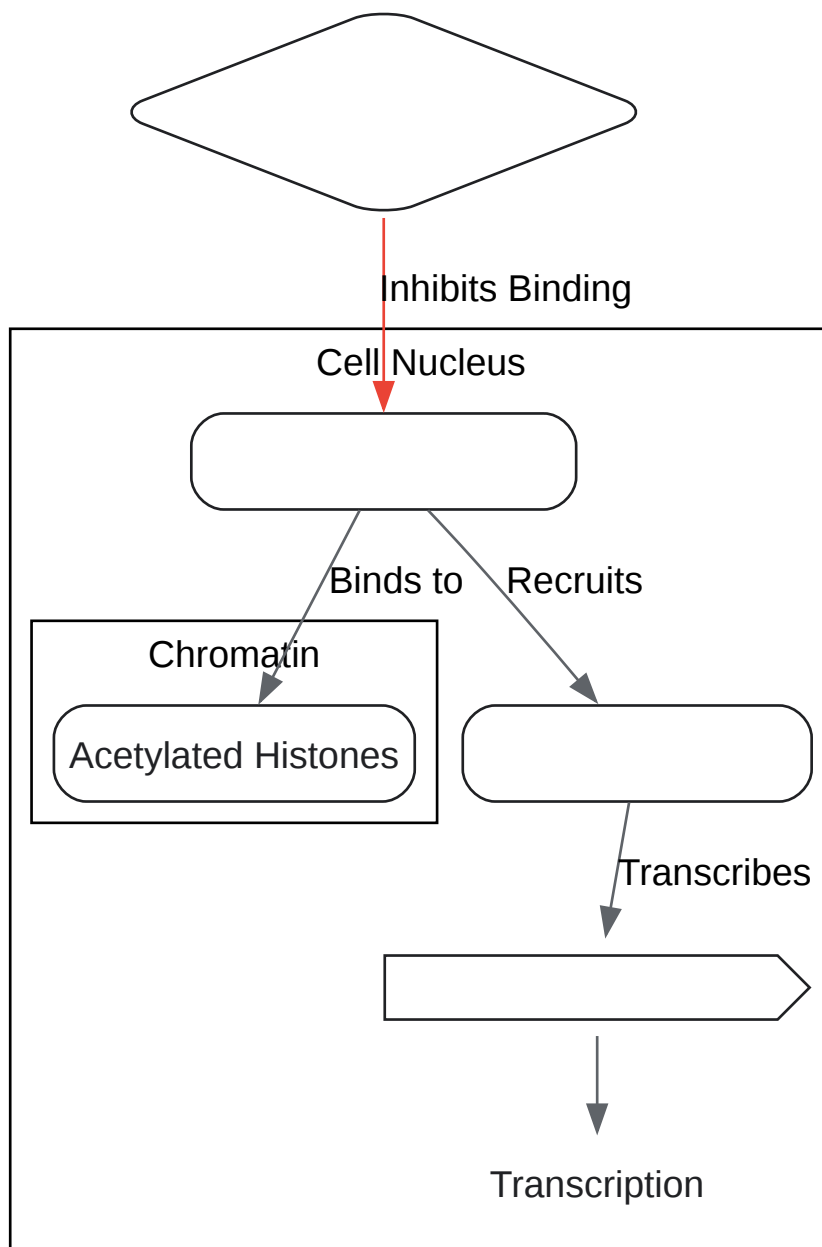 Inhibits Binding
Cell Nucleus
Binds to
Recruits
Chromatin
Acetylated Histones
Transcribes
Transcription